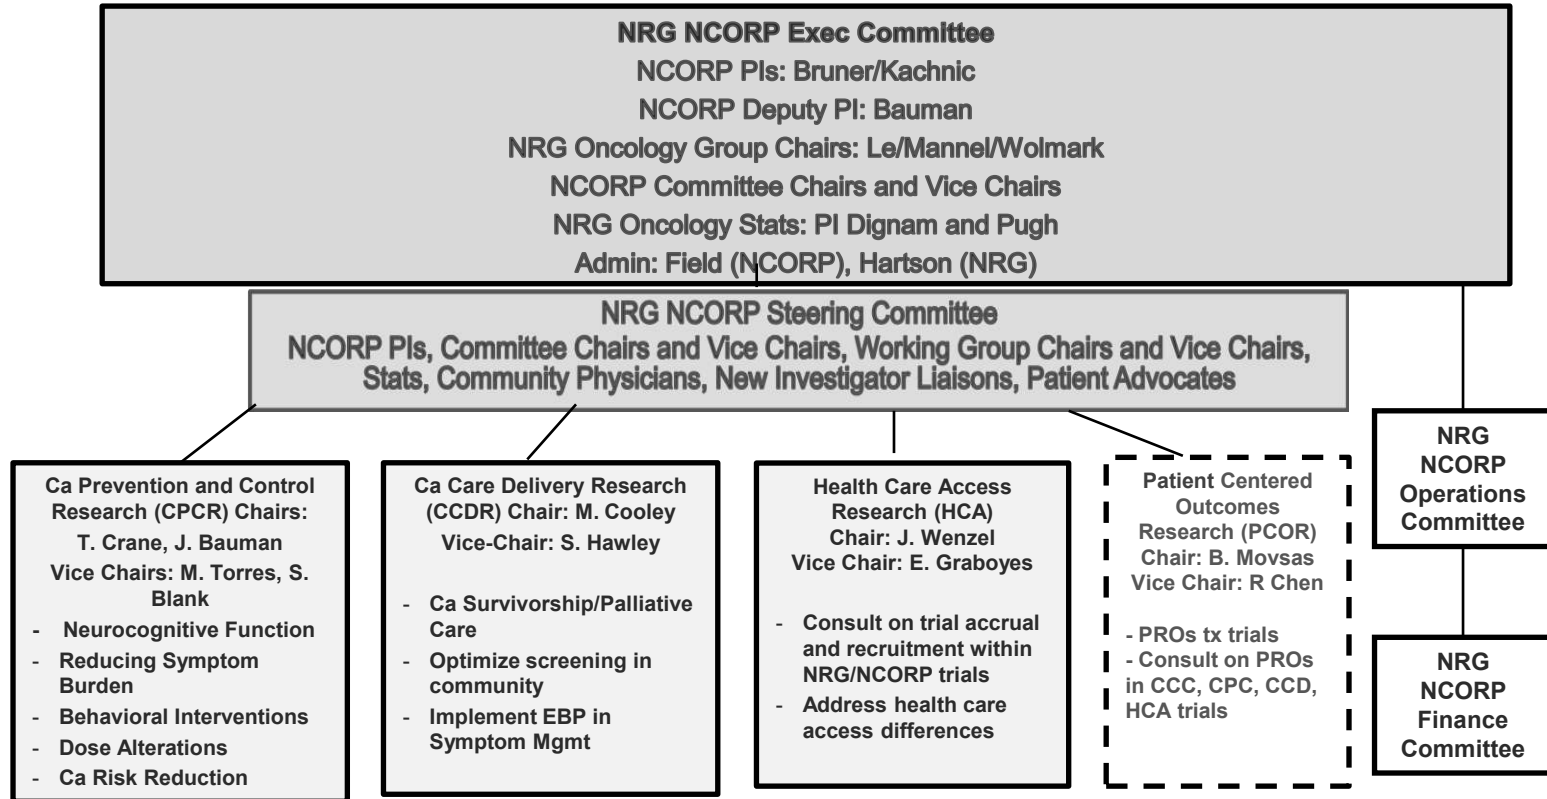 NRG NCORP Exec Committee
NCORP PIs: Bruner/Kachnic
NCORP Deputy PI: Bauman
NRG Oncology Group Chairs: Le/Mannel/Wolmark
NCORP Committee Chairs and Vice Chairs
NRG Oncology Stats: PI Dignam and Pugh
Admin: Field (NCORP), Hartson (NRG)
NRG NCORP Steering Committee
NCORP PIs, Committee Chairs and Vice Chairs, Working Group Chairs and Vice Chairs,
Stats, Community Physicians, New Investigator Liaisons, Patient Advocates
Ca Prevention and Control
Research (CPCR) Chairs:
T. Crane, J. Bauman
Vice Chairs: M. Torres, S.
Blank
- Neurocognitive Function
- Reducing Symptom
Burden
- Behavioral Interventions
- Dose Alterations
- Ca Risk Reduction
Ca Care Delivery Research
(CCDR) Chair: M. Cooley
Vice-Chair: S. Hawley
- Ca Survivorship/Palliative
Care
- Optimize screening in
community
- Implement EBP in
Symptom Mgmt
Health Care Access
Research (HCA)
Chair: J. Wenzel
Vice Chair: E. Graboyes
- Consult on trial accrual
and recruitment within
NRG/NCORP trials
- Address health care
access differences
Patient Centered
Outcomes
Research (PCOR)
Chair: B. Movsas
Vice Chair: R Chen
- PROs tx trials
- Consult on PROs
in CCC, CPC, CCD,
HCA trials
NRG
NCORP
Operations
Committee
NRG
NCORP
Finance
Committee